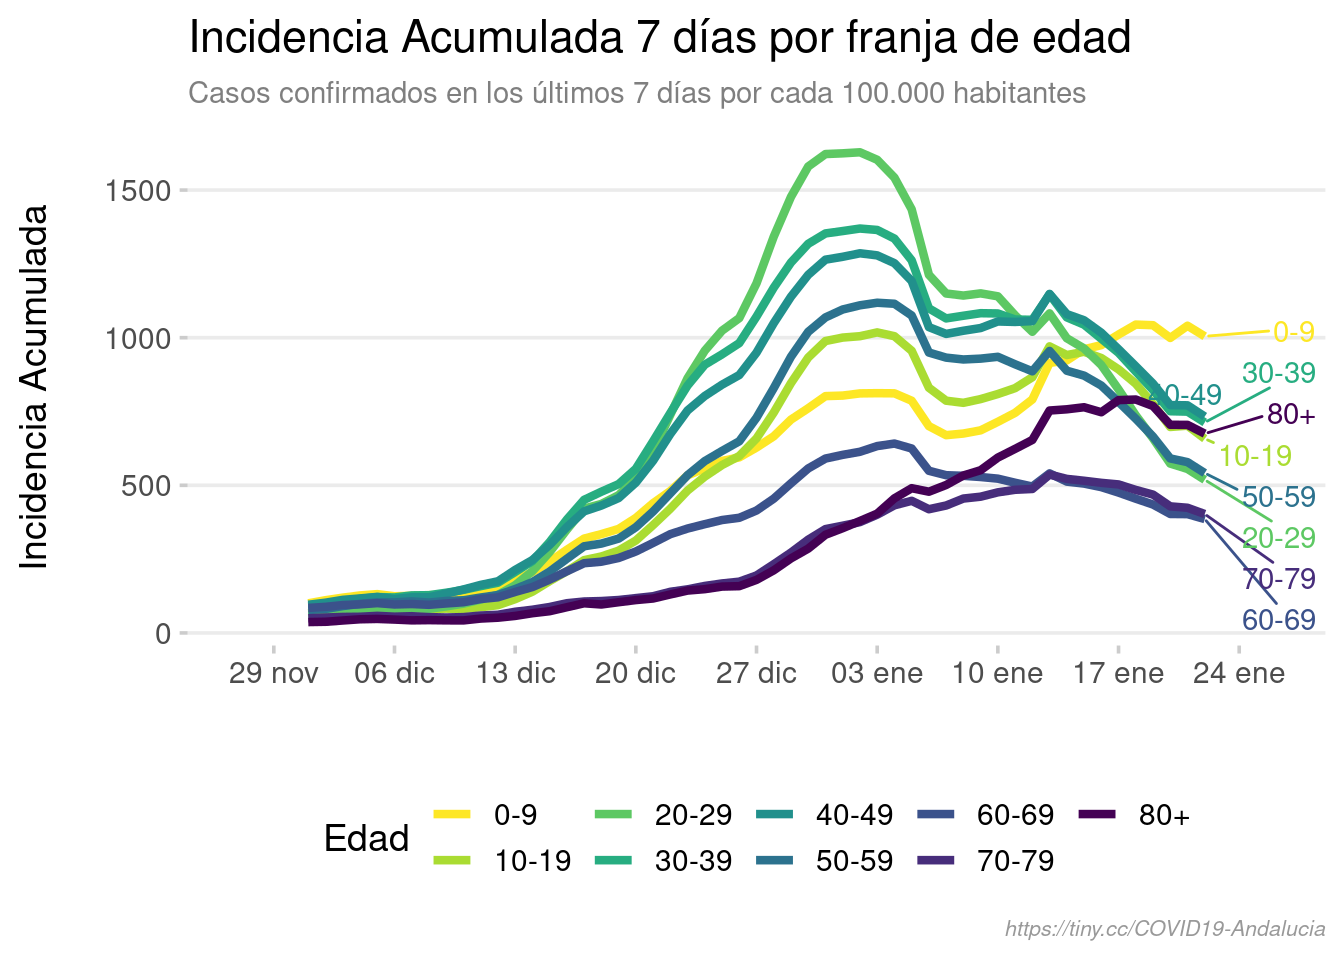 Incidencia Acumulada 7 días por franja de edad
Casos confirmados en los últimos 7 días por cada 100.000 habitantes
Incidencia Acumulada
1500
1000
500
0
0-9
30-39
40-49
80+
10-19
50-59
20-29
70-79
60-69
29 nov 06 dic 13 dic 20 dic 27 dic 03 ene 10 ene 17 ene 24 ene
Edad
0-9 20-29 40-49 60-69 80+
10-19 30-39 50-59 70-79
https://tiny.cc/COVID19-Andalucia